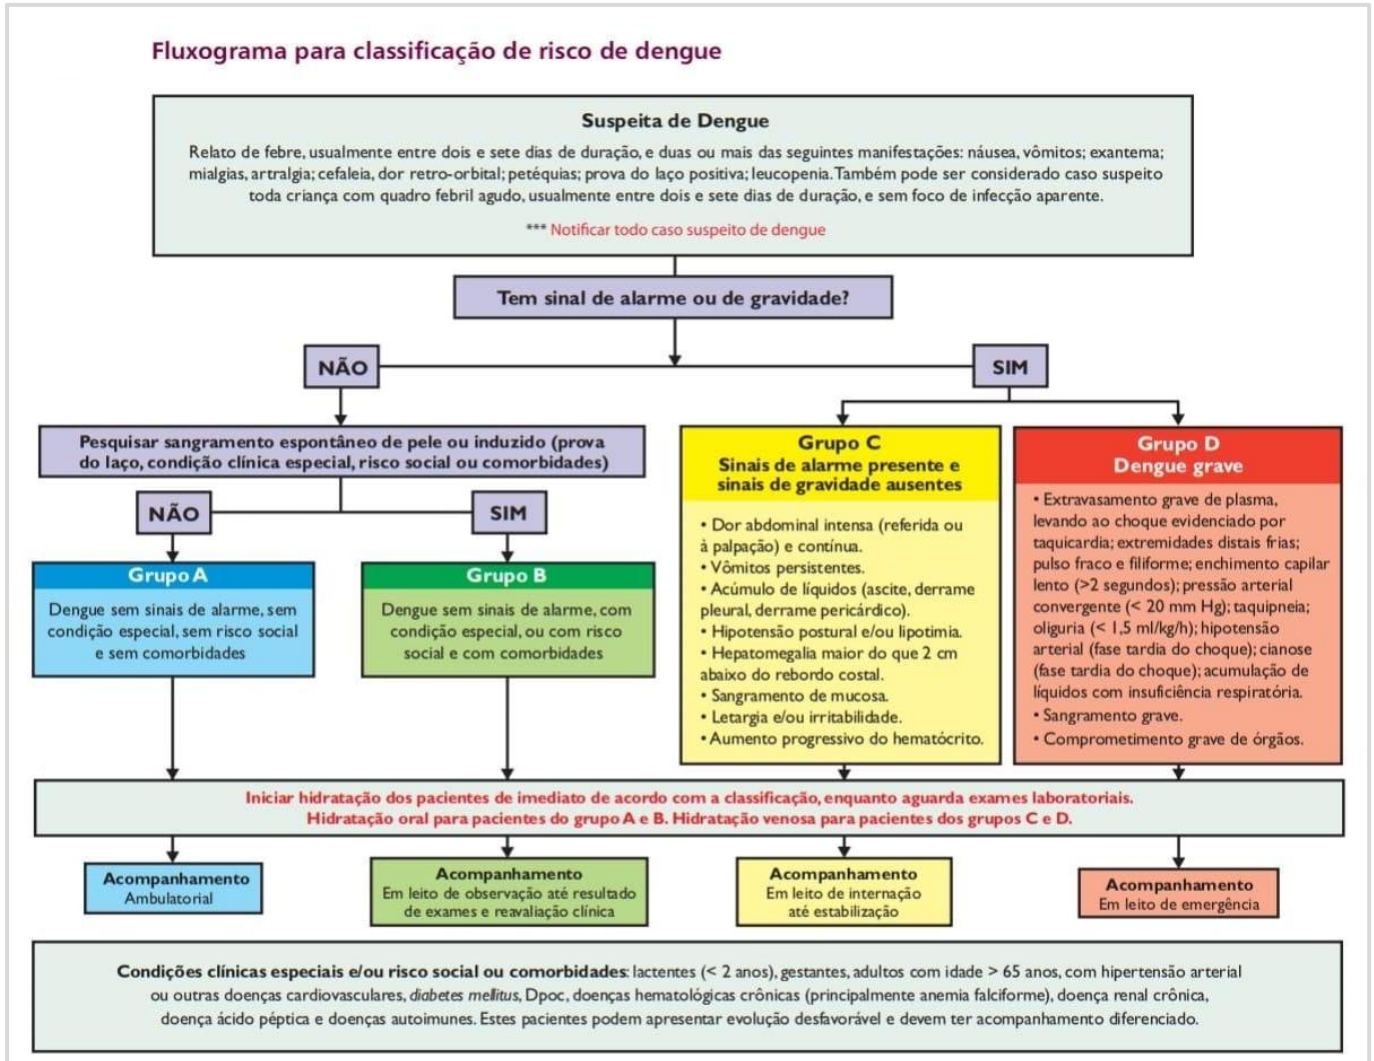 Fluxograma para classificação de risco de dengue
Suspeita de Dengue
Relato de febre, usualmente entre dois e sete dias de duração, e duas ou mais das seguintes manifestações: náusea, vômitos; exantema;
mialgias, artralgia; cefaleia, dor retro-orbital; petéquias; prova do laço positiva; leucopenia. Também pode ser considerado caso suspeito
toda criança com quadro febril agudo, usualmente entre dois e sete dias de duração, e sem foco de infecção aparente.
*** Notificar todo caso suspeito de dengue
Tem sinal de alarme ou de gravidade?
NÃO
SIM
Pesquisar sangramento espontâneo de pele ou induzido (prova
do laço, condição clínica especial, risco social ou comorbidades)
NÃO
SIM
Grupo A
Dengue sem sinais de alarme, sem
condição especial, sem risco social
e sem comorbidades
Grupo B
Dengue sem sinais de alarme, com
condição especial, ou com risco
social e com comorbidades
Grupo C
Sinais de alarme presente e
sinais de gravidade ausentes
• Dor abdominal intensa (referida ou
à palpação) e contínua.
• Vômitos persistentes.
• Acúmulo de líquidos (ascite, derrame
pleural, derrame pericárdico).
• Hipotensão postural e/ou lipotimia.
• Hepatomegalia maior do que 2 cm
abaixo do rebordo costal.
• Sangramento de mucosa.
• Letargia e/ou irritabilidade.
• Aumento progressivo do hematócrito.
Grupo D
Dengue grave
• Extravasamento grave de plasma,
levando ao choque evidenciado por
taquicardia; extremidades distais frias;
pulso fraco e filiforme; enchimento capilar
lento (>2 segundos); pressão arterial
convergente (< 20 mm Hg); taquipneia;
oliguria (< 1,5 ml/kg/h); hipotensão
arterial (fase tardia do choque); cianose
(fase tardia do choque); acumulação de
líquidos com insuficiência respiratória.
• Sangramento grave.
• Comprometimento grave de órgãos.
Iniciar hidratação dos pacientes de imediato de acordo com a classificação, enquanto aguarda exames laboratoriais.
Hidratação oral para pacientes do grupo A e B. Hidratação venosa para pacientes dos grupos C e D.
Acompanhamento
Ambulatorial
Acompanhamento
Em leito de observação até resultado
de exames e reavaliação clínica
Acompanhamento
Em leito de internação
até estabilização
Acompanhamento
Em leito de emergência
Condições clínicas especiais e/ou risco social ou comorbidades: lactentes (< 2 anos), gestantes, adultos com idade > 65 anos, com hipertensão arterial
ou outras doenças cardiovasculares, diabetes mellitus, Dpoc, doenças hematológicas crônicas (principalmente anemia falciforme), doença renal crônica,
doença ácido péptica e doenças autoimunes. Estes pacientes podem apresentar evolução desfavorável e devem ter acompanhamento diferenciado.